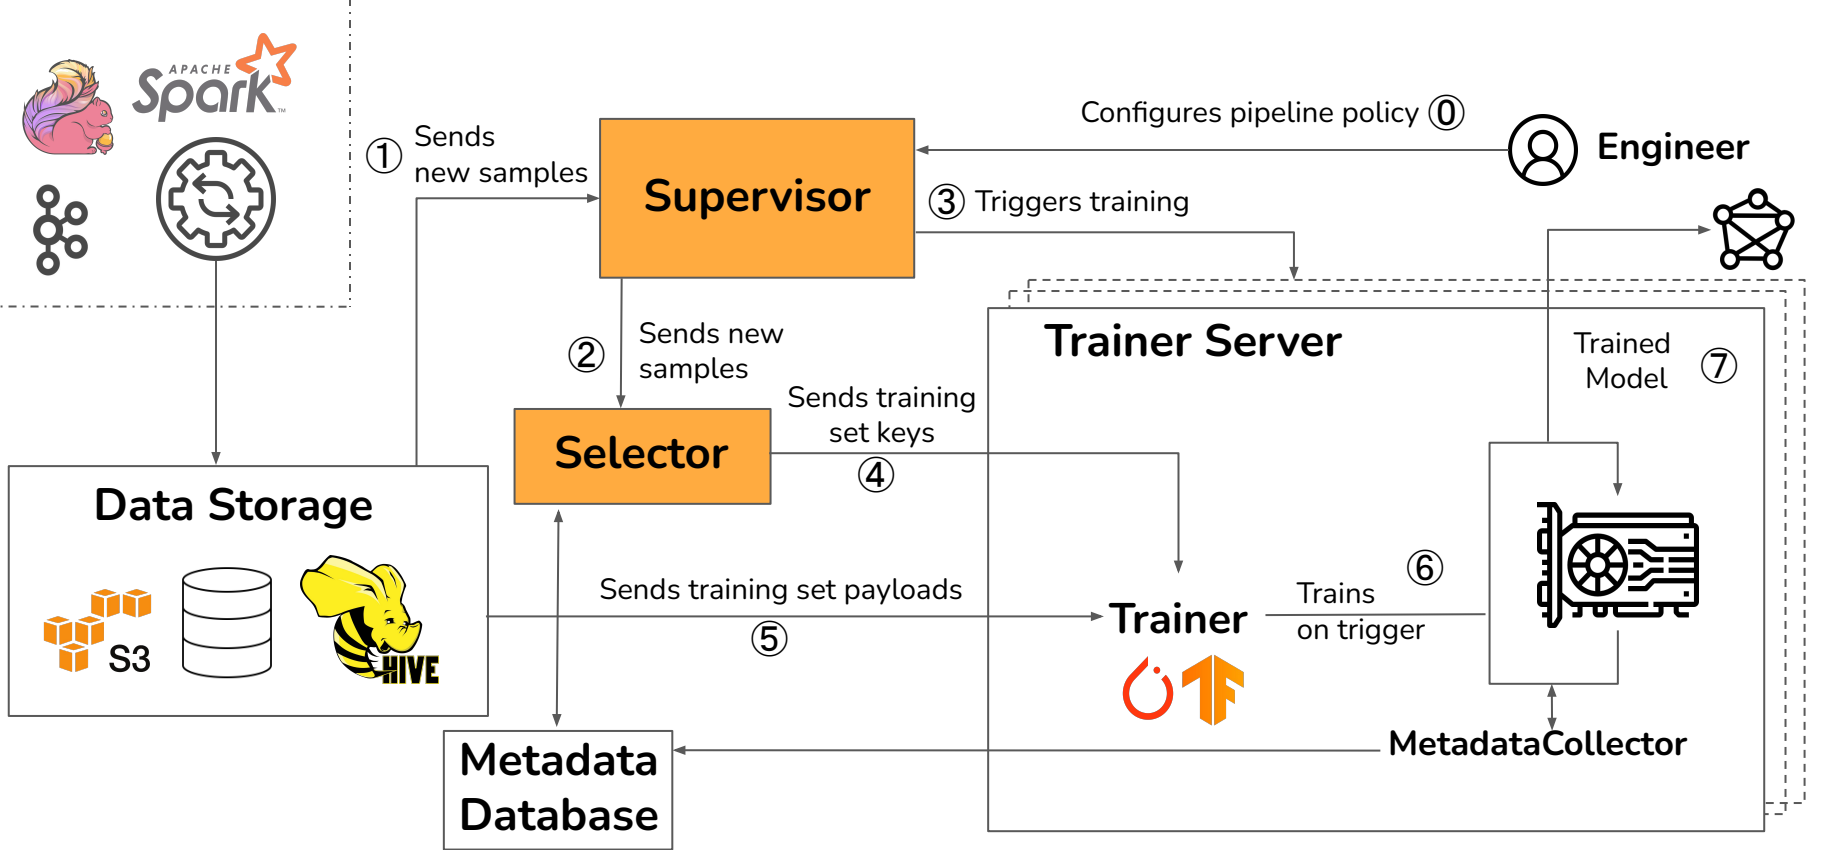 APACHE
Spark™
Configures pipeline policy ⓪
Engineer
① Sends
new samples
Supervisor
③ Triggers training
② Sends new
samples
Trainer Server
Trained
Model
⑦
Sends training
set keys
④
Selector
Data Storage
S3
HIVE
Sends training set payloads
⑤
Trainer
Trains
on trigger
⑥
MetadataCollector
Metadata
Database